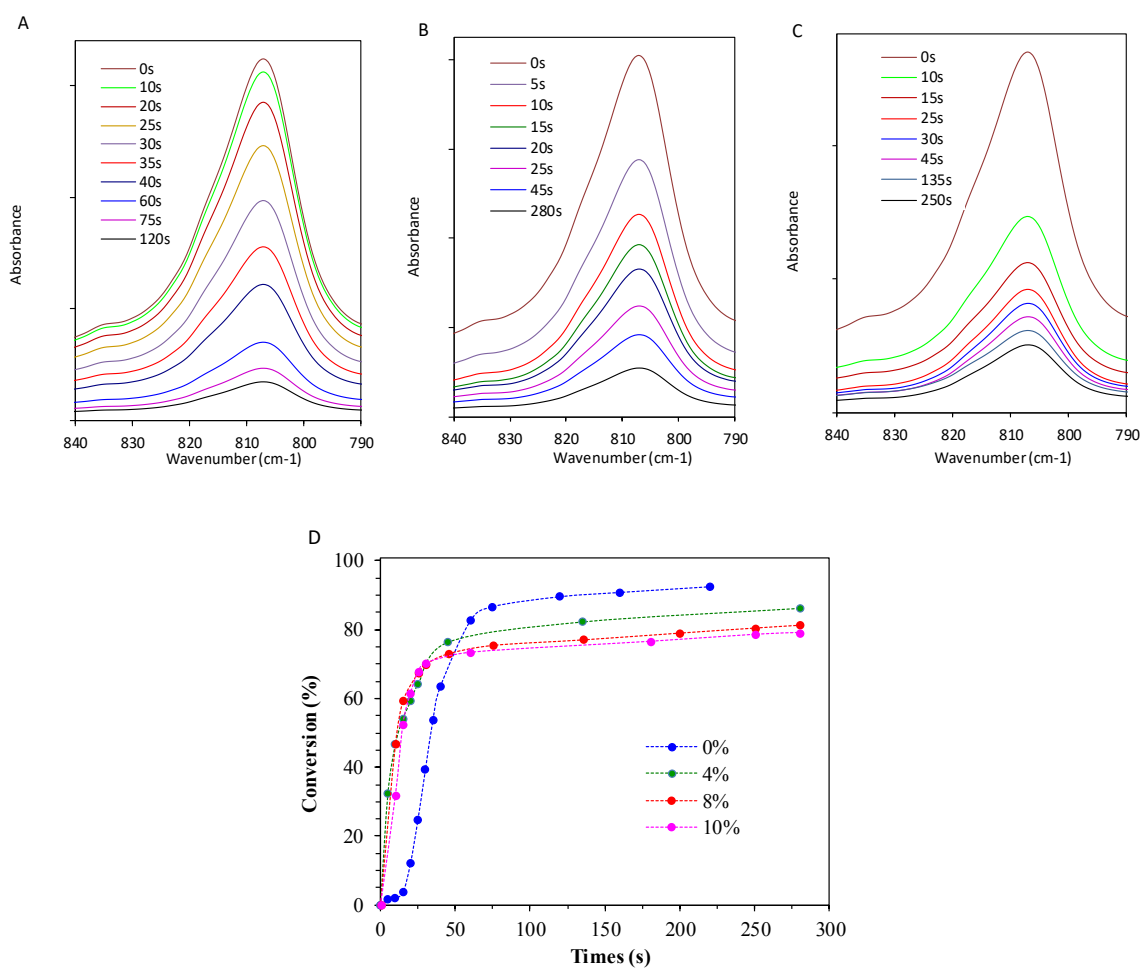 A
0s
10s
20s
25s
30s
35s
40s
60s
75s
120s
Absorbance
840 830 820 810 800 790
Wavenumber (cm-1)
B
0s
5s
10s
15s
20s
25s
45s
280s
Absorbance
840 830 820 810 800 790
Wavenumber (cm-1)
C
0s
10s
15s
25s
30s
45s
135s
250s
Absorbance
840 830 820 810 800 790
Wavenumber (cm-1)
D
100
80
60
40
20
0
Conversion (%)
0%
4%
8%
10%
0 50 100 150 200 250 300
Times (s)